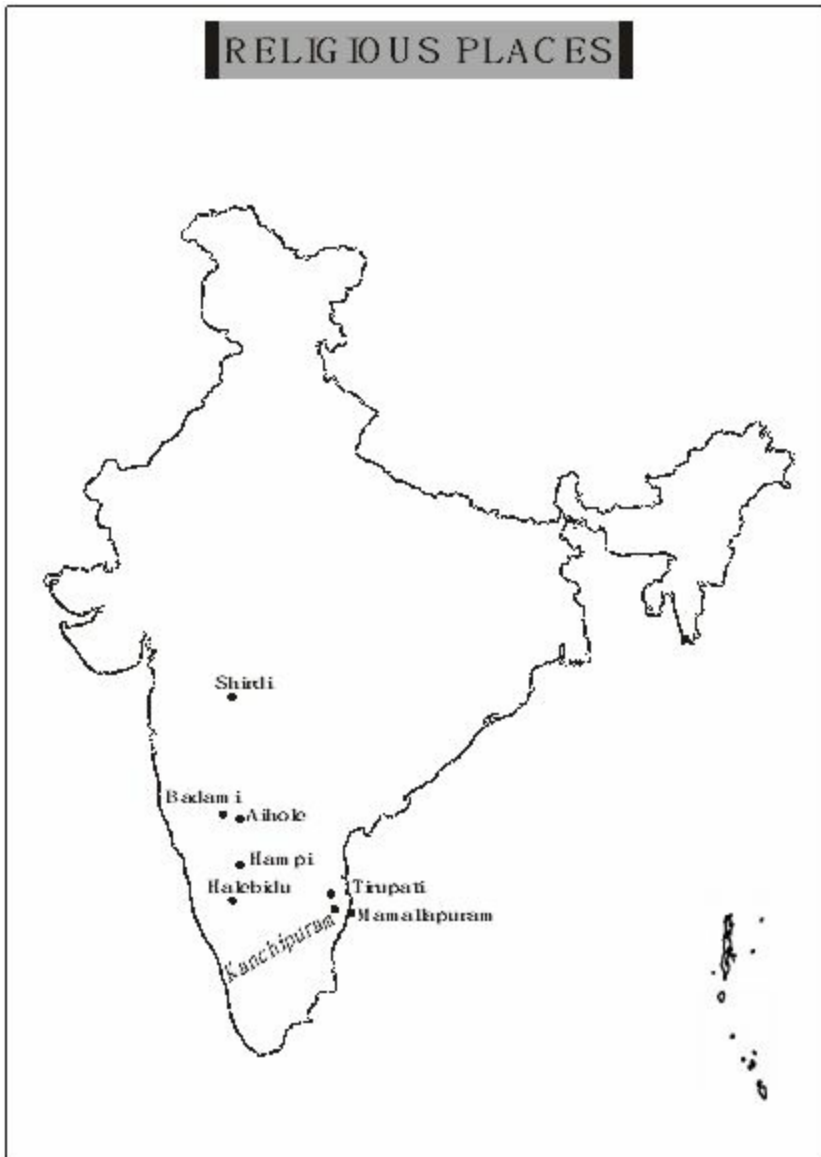 RELIGIOUS PLACES
Shirdi
Badami
Aihole
Hampi
Halebidu
Tirupati
Mamallapuram
Kanchipuram